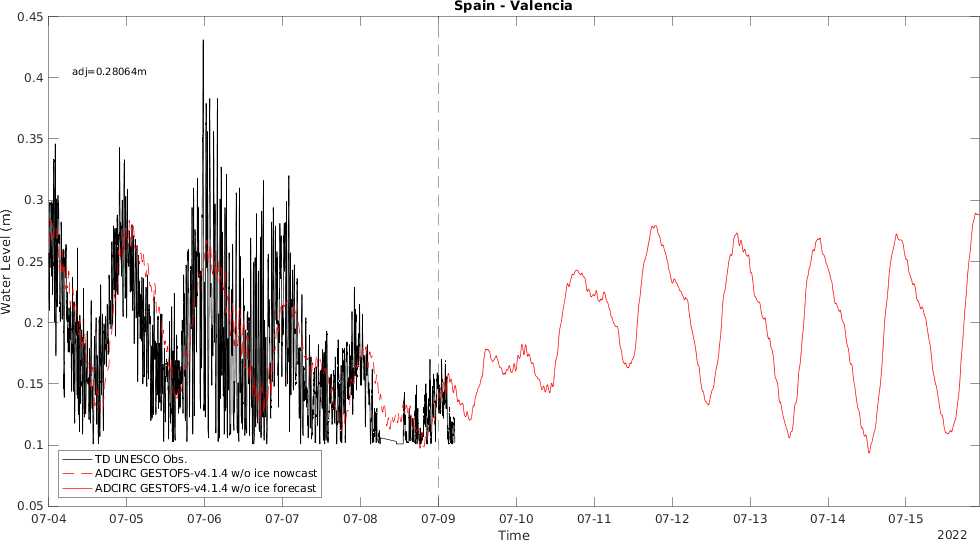 Spain - Valencia
adj=0.28064m
0.45
0.4
0.35
0.3
0.25
0.2
0.15
0.1
0.05
Water Level (m)
TD UNESCO Obs.
ADCIRC GESTOFS-v4.1.4 w/o ice nowcast
ADCIRC GESTOFS-v4.1.4 w/o ice forecast
07-04 07-05 07-06 07-07 07-08 07-09 07-10 07-11 07-12 07-13 07-14 07-15
Time
2022